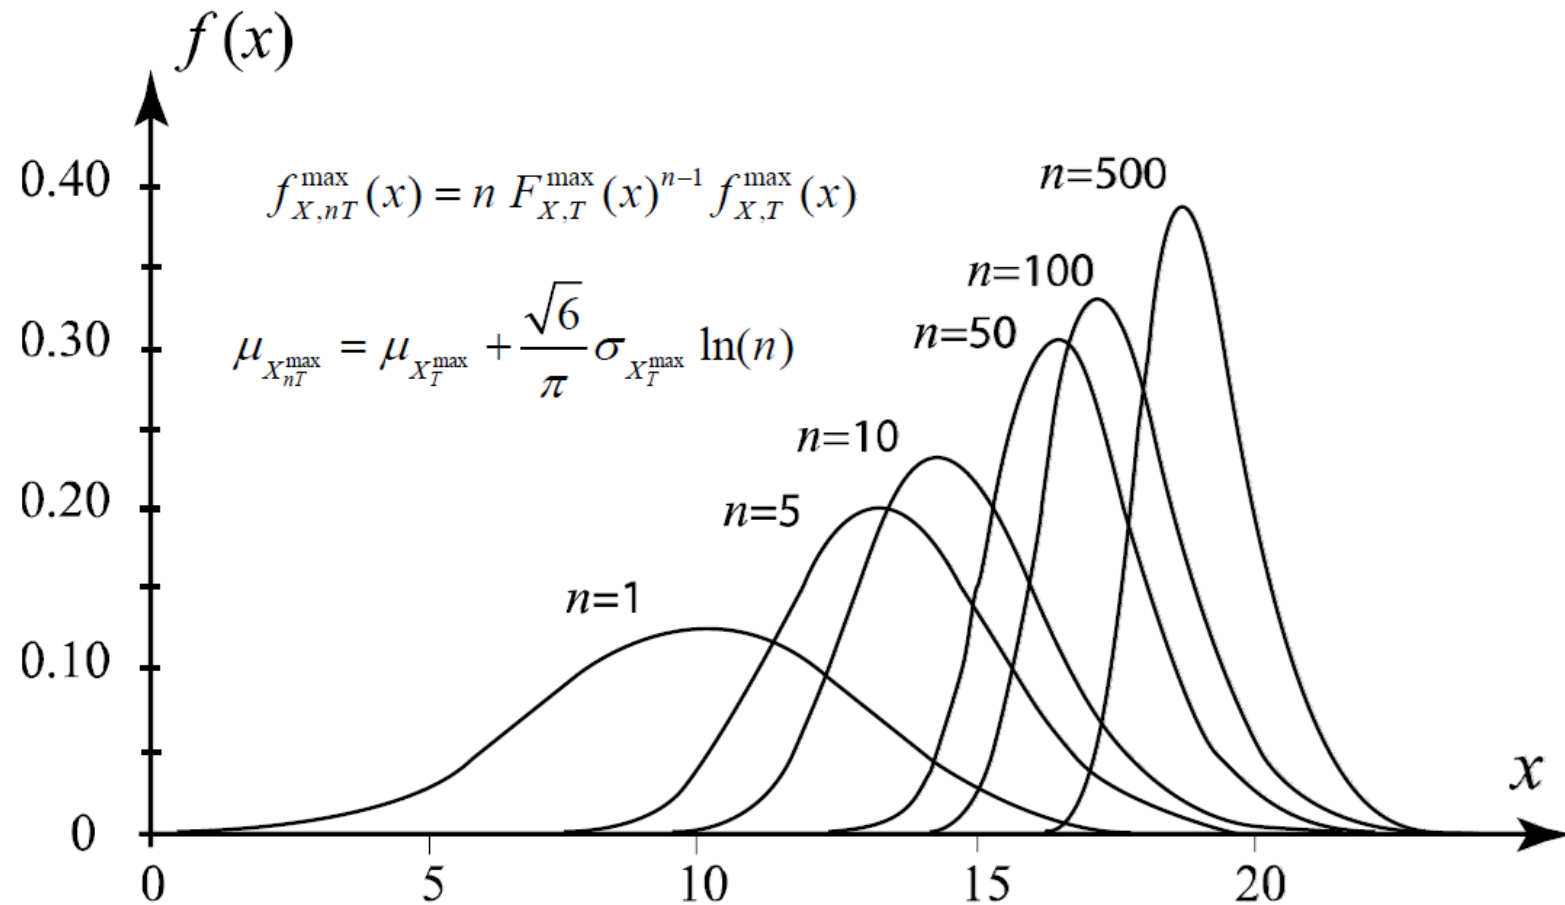 f (x)
0.40
0.30
0.20
0.10
0
f^{max}_{X,nT}(x) = n F^{max}_{X,T}(x)^{n−1} f^{max}_{X,T}(x)
μ_{X^{max}_{nT}} = μ_{X^{max}_{T}} + \frac{√6}{π} σ_{X^{max}_{T}} ln(n)
n=500
n=100
n=50
n=10
n=5
n=1
x
0 5 10 15 20